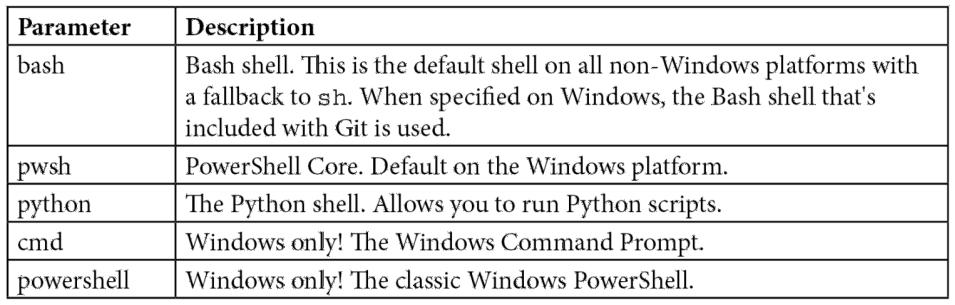 Parameter Description
bash Bash shell. This is the default shell on all non-Windows platforms with
a fallback to sh. When specified on Windows, the Bash shell that's
included with Git is used.
pwsh PowerShell Core. Default on the Windows platform.
python The Python shell. Allows you to run Python scripts.
cmd Windows only! The Windows Command Prompt.
powershell Windows only! The classic Windows PowerShell.